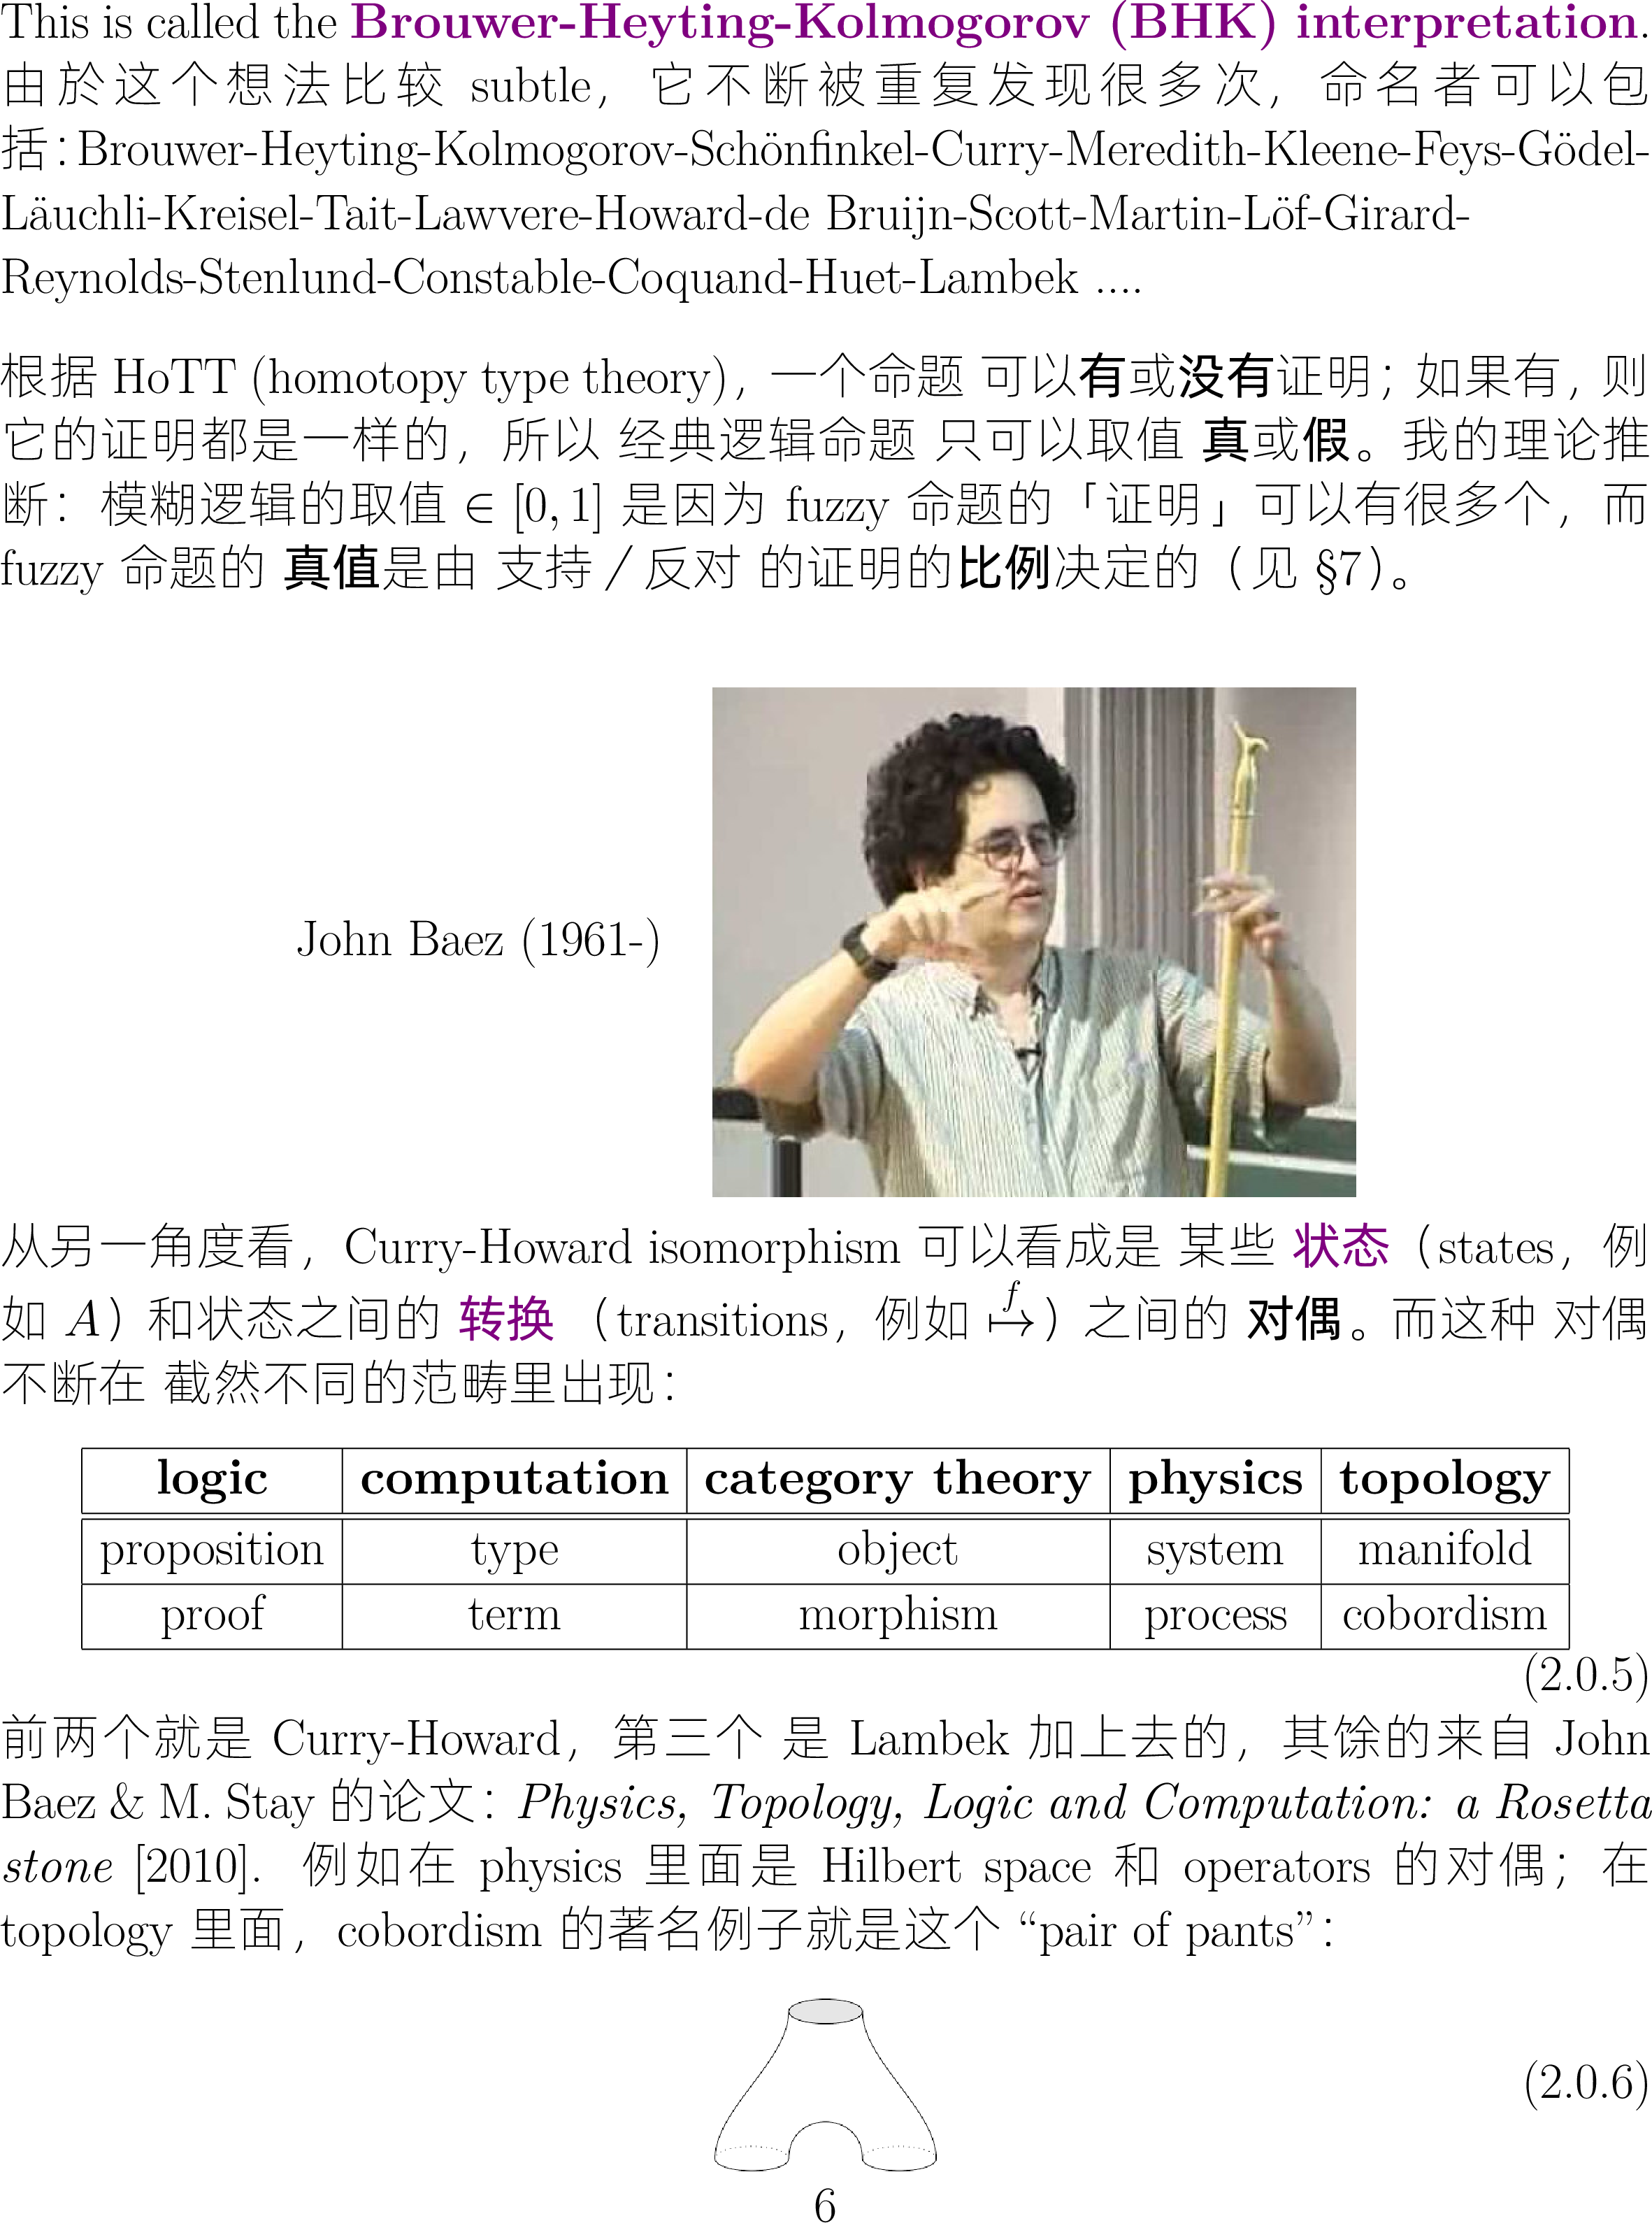 This is called the Brouwer-Heyting-Kolmogorov (BHK) interpretation.
由於这个想法比较 subtle，它不断被重复发现很多次，命名者可以包
括：Brouwer-Heyting-Kolmogorov-Schönfinkel-Curry-Meredith-Kleene-Feys-Gödel-
Läuchli-Kreisel-Tait-Lawvere-Howard-de Bruijn-Scott-Martin-Löf-Girard-
Reynolds-Stenlund-Constable-Coquand-Huet-Lambek ....
根据 HoTT (homotopy type theory)，一个命题 可以有或没有证明；如果有，则
它的证明都是一样的，所以 经典逻辑命题 只可以取值 真或假。我的理论推
断：模糊逻辑的取值 ∈ [0, 1] 是因为 fuzzy 命题的「证明」可以有很多个，而
fuzzy 命题的 真值是由 支持／反对 的证明的比例决定的（见 §7）。
John Baez (1961-)
从另一角度看，Curry-Howard isomorphism 可以看成是 某些 状态（states，例
如 A）和状态之间的 转换 （transitions，例如 f ↦）之间的 对偶。而这种 对偶
不断在 截然不同的范畴里出现：
logic computation category theory physics topology
proposition type object system manifold
proof term morphism process cobordism
(2.0.5)
前两个就是 Curry-Howard，第三个 是 Lambek 加上去的，其馀的来自 John
Baez & M. Stay 的论文：Physics, Topology, Logic and Computation: a Rosetta
stone [2010]. 例如在 physics 里面是 Hilbert space 和 operators 的对偶；在
topology 里面，cobordism 的著名例子就是这个 “pair of pants”：
(2.0.6)
6